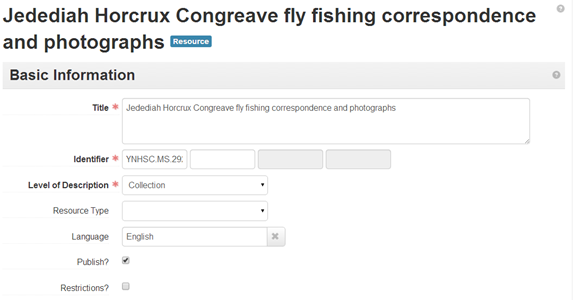 Jedediah Horcrux Congreave fly fishing correspondence
and photographs Resource
Basic Information
Title * Jedediah Horcrux Congreave fly fishing correspondence and photographs
Identifier * YNHSC.MS.29
Level of Description * Collection
Resource Type
Language English
Publish?
Restrictions?